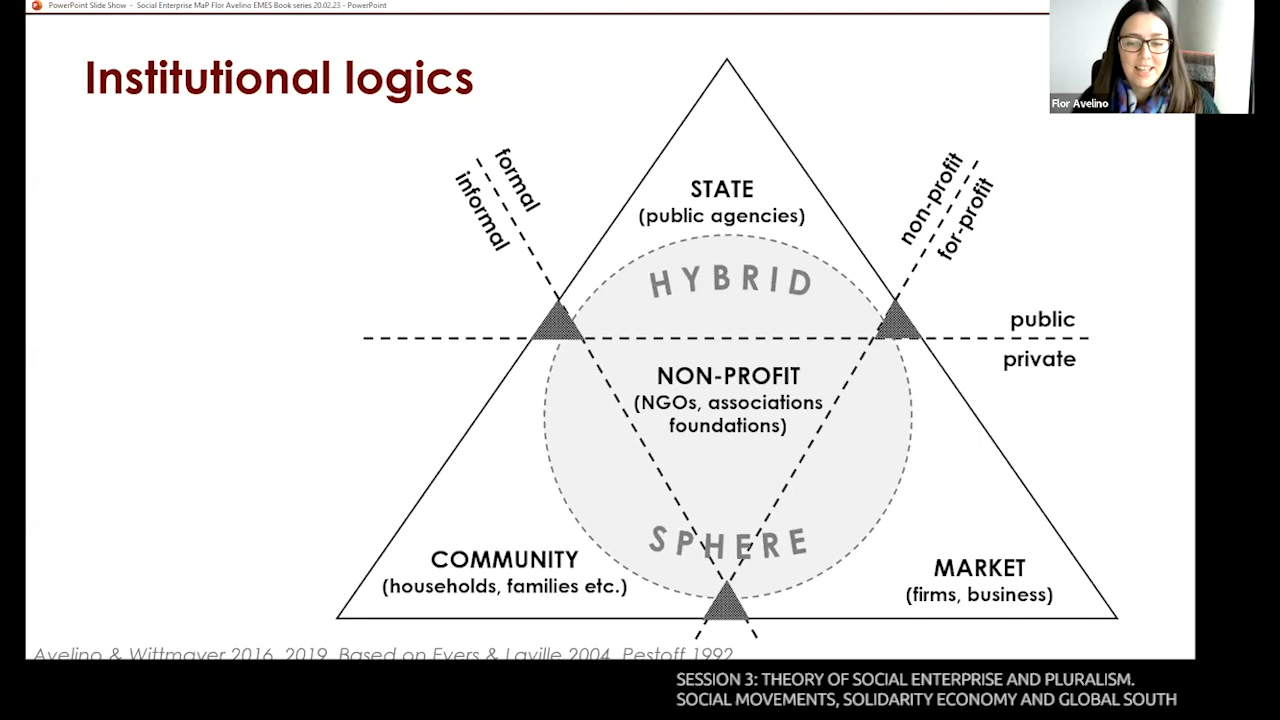 PowerPoint Slide Show - Social Enterprise MaP Flor Avelino EMES Book series 20.02.23 - PowerPoint
Institutional logics
Flor Avelino
formal
informal
non-profit
for-profit
STATE
(public agencies)
HYBRID
public
private
NON-PROFIT
(NGOs, associations
foundations)
SPHERE
COMMUNITY
(households, families etc.)
MARKET
(firms, business)
Avelino & Wittmayer 2016, 2019. Based on Evers & Laville 2004, Pestoff 1992
SESSION 3: THEORY OF SOCIAL ENTERPRISE AND PLURALISM.
SOCIAL MOVEMENTS, SOLIDARITY ECONOMY AND GLOBAL SOUTH